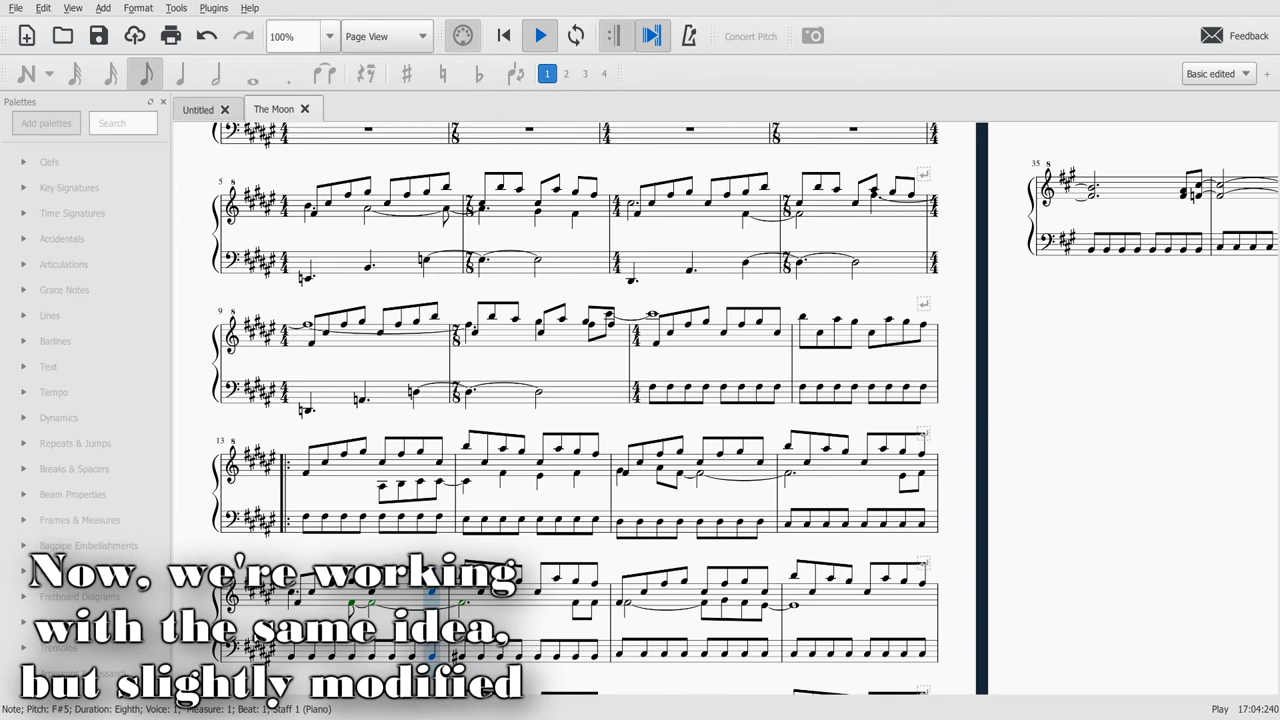 File Edit View Add Format Tools Plugins Help
100% Page View Concert Pitch Feedback
1 2 3 4 Basic edited
Palettes Untitled The Moon
Add palettes Search
Clefs
Key Signatures
Time Signatures
Accidentals
Articulations
Grace Notes
Lines
Barlines
Text
Tempo
Dynamics
Repeats & Jumps
Breaks & Spacers
Beam Properties
Frames & Measures
Bagpipe Embellishments
Fretboard Diagrams
Tremolos
5
9
13
35
Now, we're working
with the same idea,
but slightly modified
Note; Pitch: F#5; Duration: Eighth; Voice: 1; Measure: 1; Beat: 1; Staff 1 (Piano) Play 17:04:240